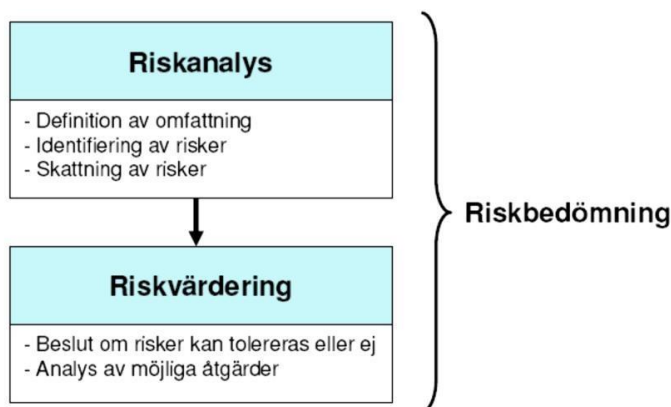 Riskanalys
- Definition av omfattning
- Identifiering av risker
- Skattning av risker
Riskbedömning
Riskvärdering
- Beslut om risker kan tolereras eller ej
- Analys av möjliga åtgärder